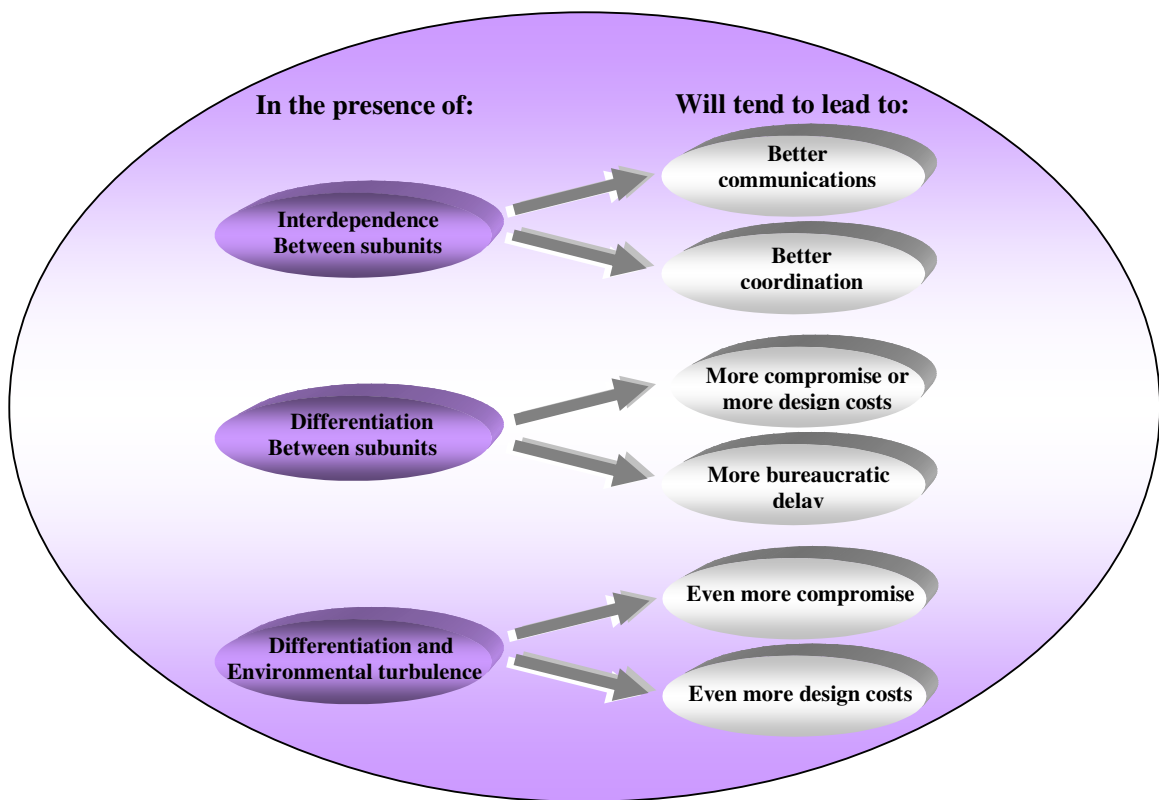 In the presence of:
Will tend to lead to:
Interdependence
Between subunits
Better
communications
Better
coordination
Differentiation
Between subunits
More compromise or
more design costs
More bureaucratic
delay
Differentiation and
Environmental turbulence
Even more compromise
Even more design costs